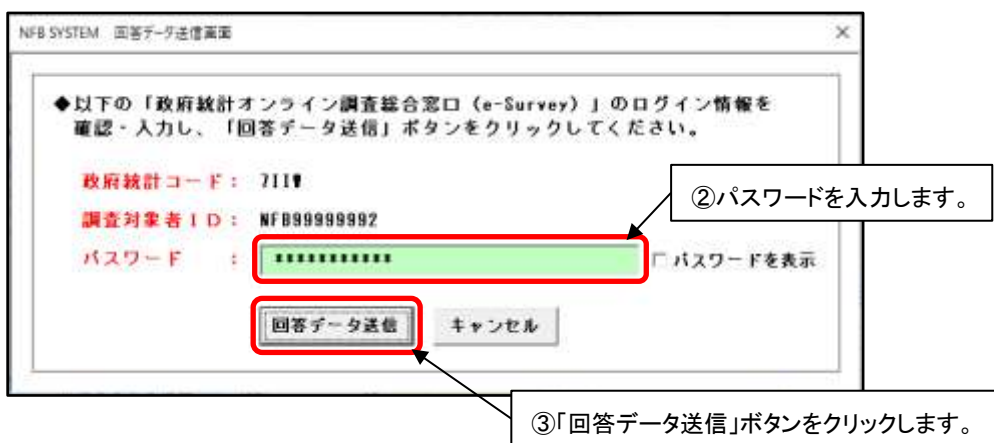 NFB SYSTEM 回答データ送信画面
◆以下の「政府統計オンライン調査総合窓口（e-Survey）」のログイン情報を
確認・入力し、「回答データ送信」ボタンをクリックしてください。
政府統計コード： 7IIW
調査対象者ＩＤ： NFB99999992
②パスワードを入力します。
パスワード ： *********** パスワードを表示
回答データ送信 キャンセル
③「回答データ送信」ボタンをクリックします。